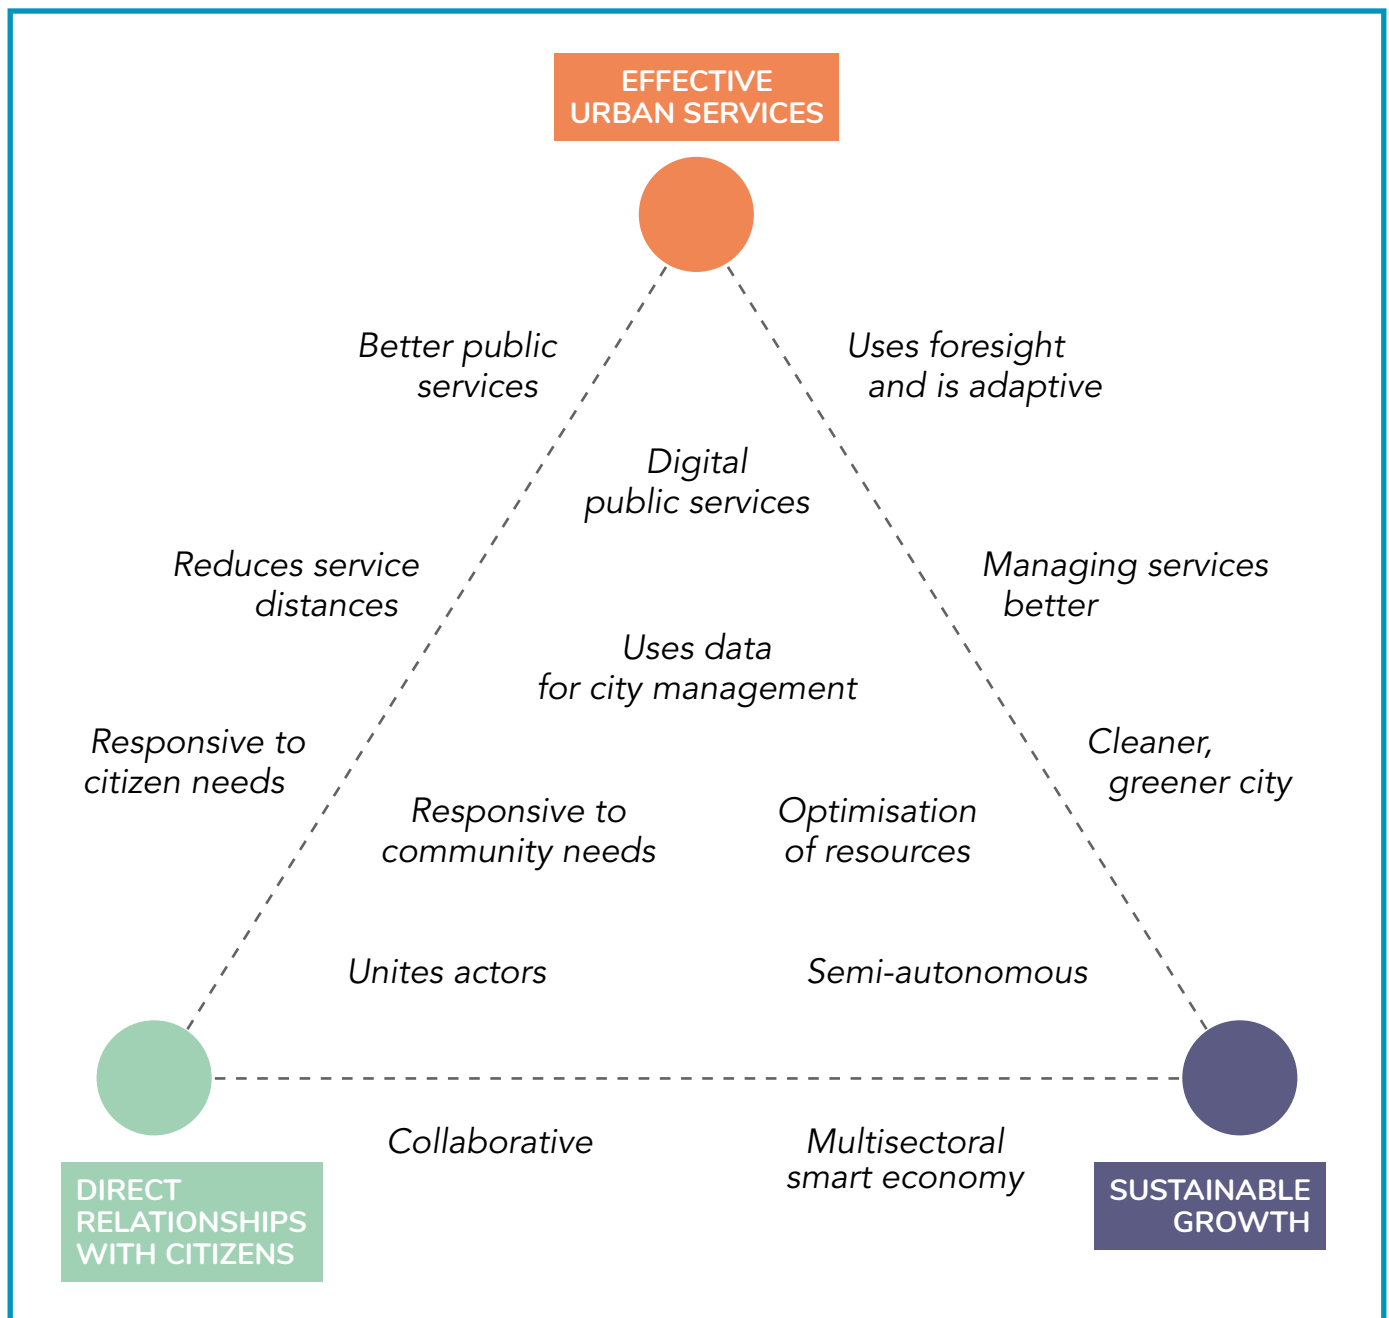 EFFECTIVE
URBAN SERVICES
Better public
services
Uses foresight
and is adaptive
Digital
public services
Reduces service
distances
Managing services
better
Uses data
for city management
Responsive to
citizen needs
Cleaner,
greener city
Responsive to
community needs
Optimisation
of resources
Unites actors
Semi-autonomous
Collaborative
Multisectoral
smart economy
DIRECT
RELATIONSHIPS
WITH CITIZENS
SUSTAINABLE
GROWTH